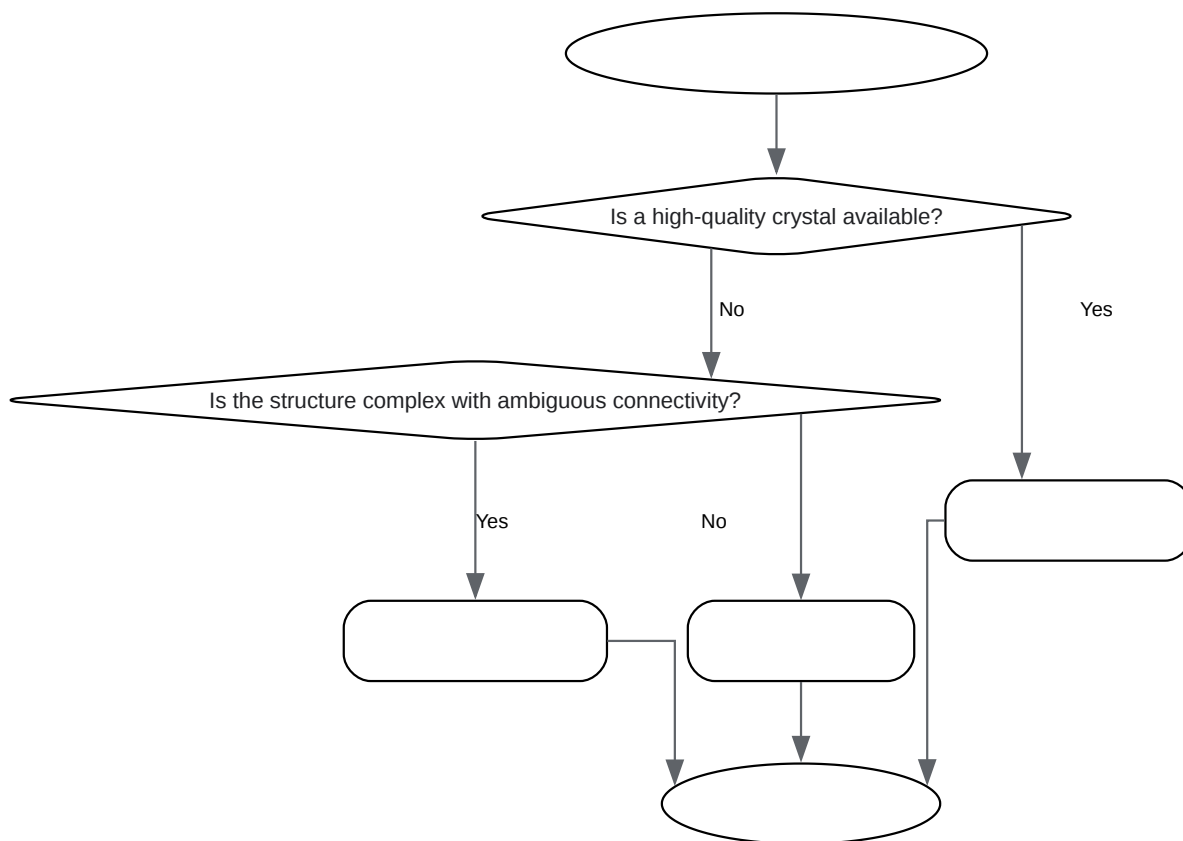 Is a high-quality crystal available?
No
Yes
Is the structure complex with ambiguous connectivity?
Yes
No